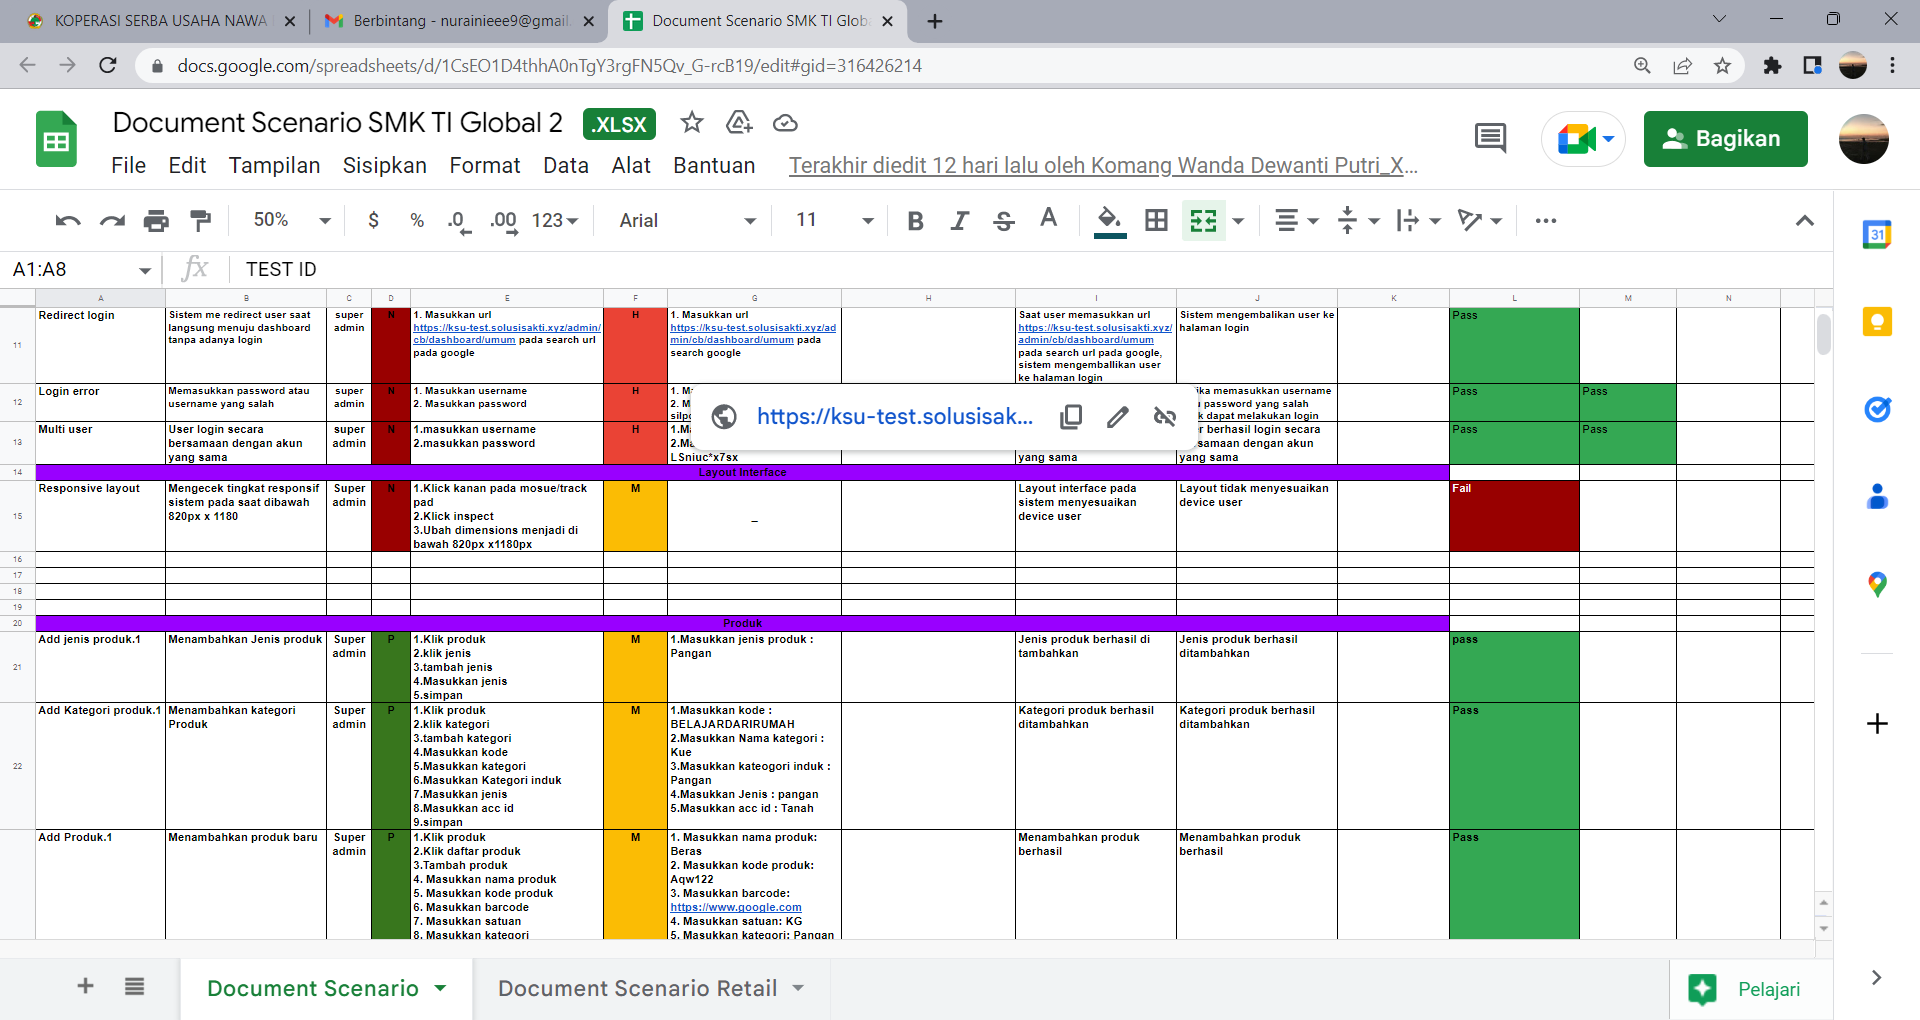 KOPERASI SERBA USAHA NAWA
Berbintang - nurainieee9@gmail.
Document Scenario SMK TI Glob
docs.google.com/spreadsheets/d/1CsEO1D4thhA0nTgY3rgFN5Qv_G-rcB19/edit#gid=316426214
Document Scenario SMK TI Global 2
.XLSX
File Edit Tampilan Sisipkan Format Data Alat Bantuan
Terakhir diedit 12 hari lalu oleh Komang Wanda Dewanti Putri_X...
Bagikan
50% $ % .0 .00 123 Arial 11 B I S A
31
A1:A8
fx
TEST ID
A B C D E F G H I J K L M N
11
Redirect login
Sistem me redirect user saat
langsung menuju dashboard
tanpa adanya login
super
admin
N
1. Masukkan url
https://ksu-test.solusisakti.xyz/admin/
cb/dashboard/umum pada search url
pada google
H
1. Masukkan url
https://ksu-test.solusisakti.xyz/ad
min/cb/dashboard/umum pada
search google
Saat user memasukkan url
https://ksu-test.solusisakti.xyz/
admin/cb/dashboard/umum
pada search url pada google,
sistem mengemballikan user
ke halaman login
Sistem mengembalikan user ke
halaman login
Pass
12
Login error
Memasukkan password atau
username yang salah
super
admin
N
1. Masukkan username
2. Masukkan password
H
1. M
2. M
silpo
ika memasukkan username
password yang salah
k dapat melakukan login
Pass
Pass
https://ksu-test.solusisak...
13
Multi user
User login secara
bersamaan dengan akun
yang sama
super
admin
N
1.masukkan username
2.masukkan password
H
1.Ma
2.Ma
LSniuc*x7sx
yang sama
r berhasil login secara
samaan dengan akun
yang sama
Pass
Pass
14
Layout Interface
15
Responsive layout
Mengecek tingkat responsif
sistem pada saat dibawah
820px x 1180
Super
admin
N
1.Klick kanan pada mosue/track
pad
2.Klick inspect
3.Ubah dimensions menjadi di
bawah 820px x1180px
M
_
Layout interface pada
sistem menyesuaikan
device user
Layout tidak menyesuaikan
device user
Fail
16
17
18
19
20
Produk
21
Add jenis produk.1
Menambahkan Jenis produk
Super
admin
P
1.Klik produk
2.klik jenis
3.tambah jenis
4.Masukkan jenis
5.simpan
M
1.Masukkan jenis produk :
Pangan
Jenis produk berhasil di
tambahkan
Jenis produk berhasil
ditambahkan
pass
22
Add Kategori produk.1
Menambahkan kategori
Produk
Super
admin
P
1.Klik produk
2.klik kategori
3.tambah kategori
4.Masukkan kode
5.Masukkan kategori
6.Masukkan Kategori induk
7.Masukkan jenis
8.Masukkan acc id
9.simpan
M
1.Masukkan kode :
BELAJARDARIRUMAH
2.Masukkan Nama kategori :
Kue
3.Masukkan kateogori induk :
Pangan
4.Masukkan Jenis : pangan
5.Masukkan acc id : Tanah
Kategori produk berhasil
ditambahkan
Kategori produk berhasil
ditambahkan
Pass
Add Produk.1
Menambahkan produk baru
Super
admin
P
1.Klik produk
2.Klik daftar produk
3.Tambah produk
4. Masukkan nama produk
5. Masukkan kode produk
6. Masukkan barcode
7. Masukkan satuan
8. Masukkan kategori
M
1. Masukkan nama produk:
Beras
2. Masukkan kode produk:
Aqw122
3. Masukkan barcode:
https://www.google.com
4. Masukkan satuan: KG
5. Masukkan kategori: Pangan
Menambahkan produk
berhasil
Menambahkan produk
berhasil
Pass
Document Scenario
Document Scenario Retail
Pelajari